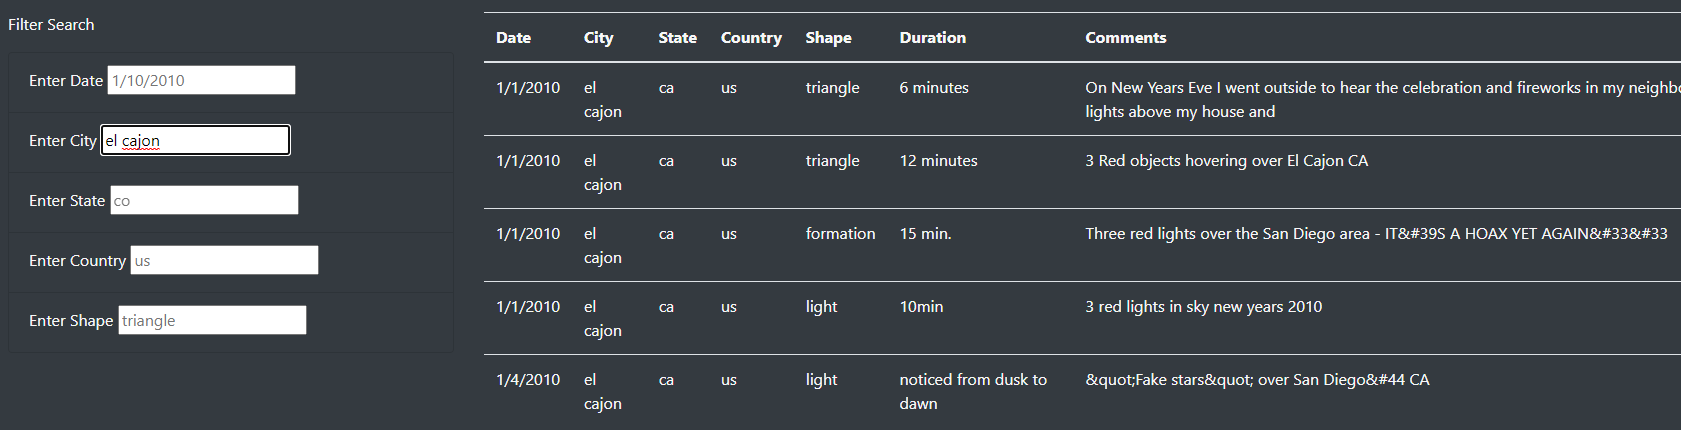 Filter Search
Enter Date 1/10/2010
Enter City el cajon
Enter State co
Enter Country us
Enter Shape triangle
Date City State Country Shape Duration Comments
1/1/2010 el ca us triangle 6 minutes On New Years Eve I went outside to hear the celebration and fireworks in my
cajon lights above my house and
1/1/2010 el ca us triangle 12 minutes 3 Red objects hovering over El Cajon CA
cajon
1/1/2010 el ca us formation 15 min. Three red lights over the San Diego area - IT&#39S A HOAX YET AGAIN&#33&#33
cajon
1/1/2010 el ca us light 10min 3 red lights in sky new years 2010
cajon
1/4/2010 el ca us light noticed from dusk to &quot;Fake stars&quot; over San Diego&#44 CA
cajon dawn